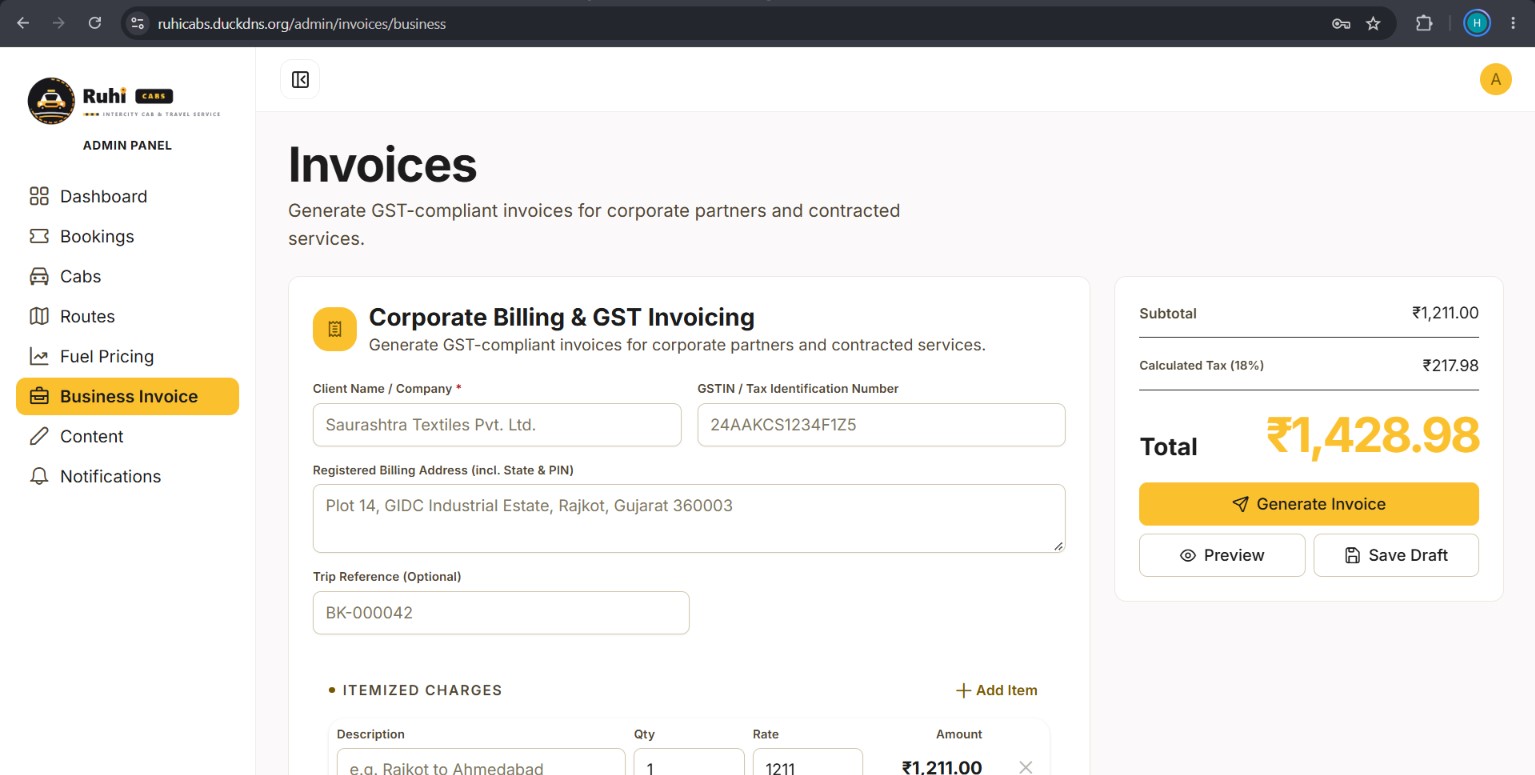 ruhicabs.duckdns.org/admin/invoices/business
H
Ruhi CABS
INTERCITY CAB & TRAVEL SERVICE
ADMIN PANEL
Dashboard
Bookings
Cabs
Routes
Fuel Pricing
Business Invoice
Content
Notifications
A
Invoices
Generate GST-compliant invoices for corporate partners and contracted
services.
Corporate Billing & GST Invoicing
Generate GST-compliant invoices for corporate partners and contracted services.
Client Name / Company *
Saurashtra Textiles Pvt. Ltd.
GSTIN / Tax Identification Number
24AAKCS1234F1Z5
Registered Billing Address (incl. State & PIN)
Plot 14, GIDC Industrial Estate, Rajkot, Gujarat 360003
Trip Reference (Optional)
BK-000042
• ITEMIZED CHARGES
+ Add Item
Description Qty Rate Amount
e.g. Rajkot to Ahmedabad 1 1211 ₹1,211.00
Subtotal ₹1,211.00
Calculated Tax (18%) ₹217.98
Total ₹1,428.98
Generate Invoice
Preview
Save Draft